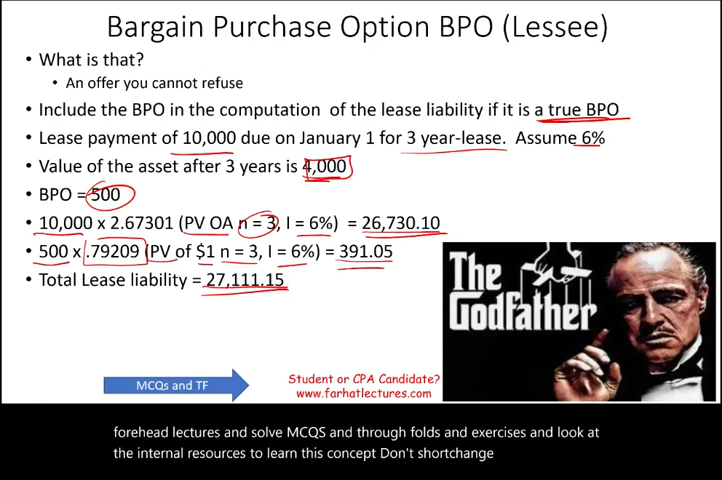 Bargain Purchase Option BPO (Lessee)
• What is that?
• An offer you cannot refuse
• Include the BPO in the computation of the lease liability if it is a true BPO
• Lease payment of 10,000 due on January 1 for 3 year-lease. Assume 6%
• Value of the asset after 3 years is 4,000
• BPO = 500
• 10,000 x 2.67301 (PV OA n = 3, I = 6%) = 26,730.10
• 500 x .79209 (PV of $1 n = 3, I = 6%) = 391.05
• Total Lease liability = 27,111.15
The
Godfather
MCQs and TF
Student or CPA Candidate?
www.farhatlectures.com
forehead lectures and solve MCQS and through folds and exercises and look at
the internal resources to learn this concept Don't shortchange